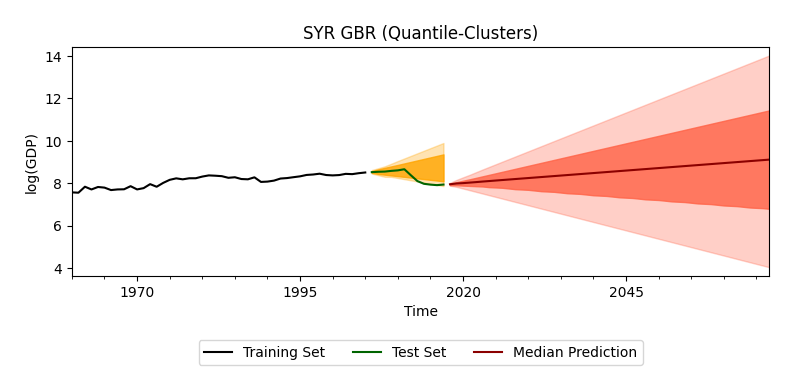 SYR GBR (Quantile-Clusters)
14
12
10
8
6
4
log(GDP)
1970
1995
2020
2045
Time
Training Set
Test Set
Median Prediction